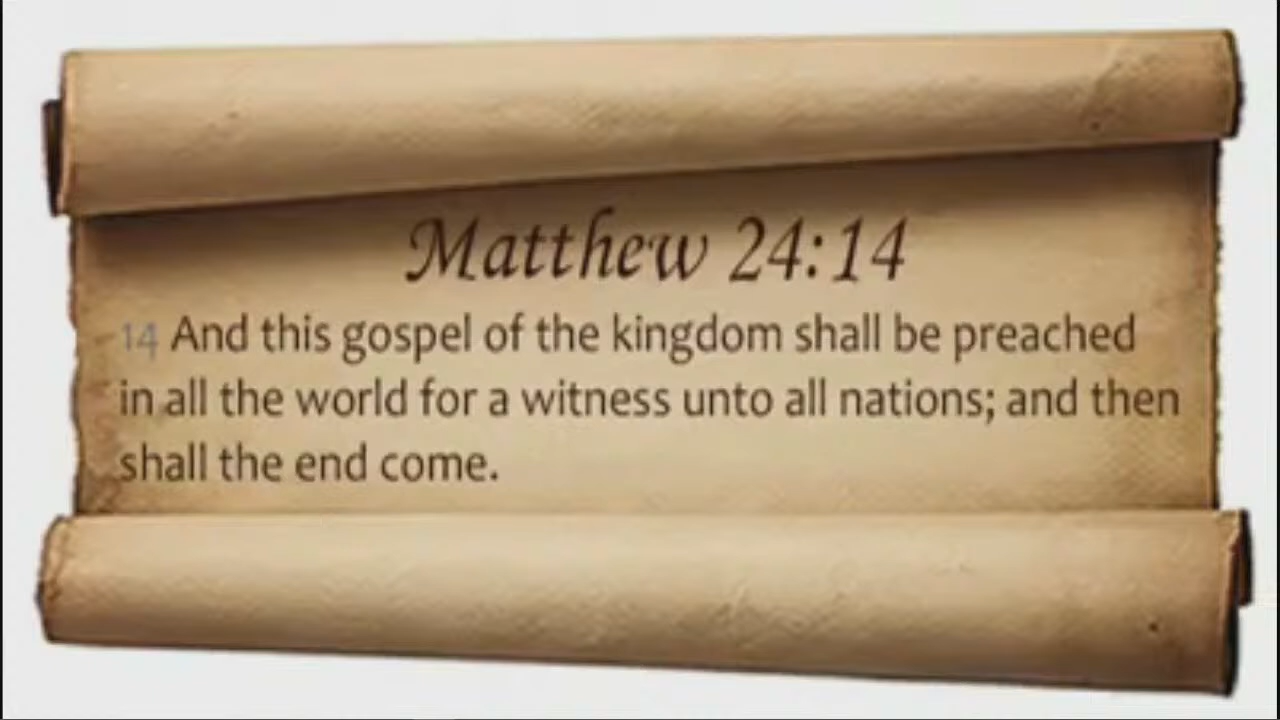 Matthew 24:14
14 And this gospel of the kingdom shall be preached
in all the world for a witness unto all nations; and then
shall the end come.